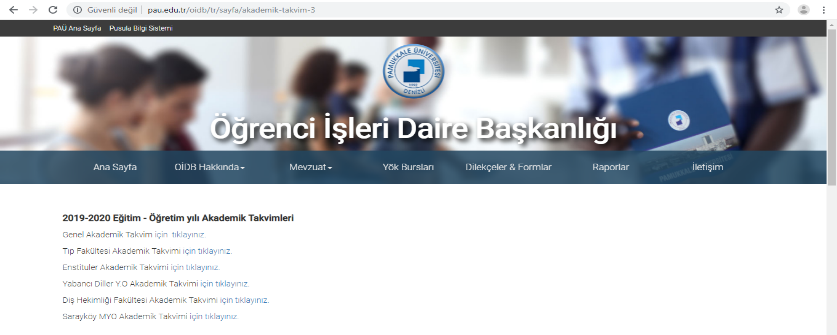 Güvenli değil | pau.edu.tr/oidb/tr/sayfa/akademik-takvim-3
PAÜ Ana Sayfa Pusula Bilgi Sistemi
PAMUKKALE ÜNİVERSİTESİ
DENİZLİ
Öğrenci İşleri Daire Başkanlığı
Ana Sayfa OİDB Hakkında Mevzuat Yök Bursları Dilekçeler & Formlar Raporlar İletişim
2019-2020 Eğitim - Öğretim yılı Akademik Takvimleri
Genel Akademik Takvim için tıklayınız.
Tıp Fakültesi Akademik Takvimi için tıklayınız.
Enstitüler Akademik Takvimi için tıklayınız.
Yabancı Diller Y.O Akademik Takvimi için tıklayınız.
Diş Hekimliği Fakültesi Akademik Takvimi için tıklayınız.
Sarayköy MYO Akademik Takvimi için tıklayınız.